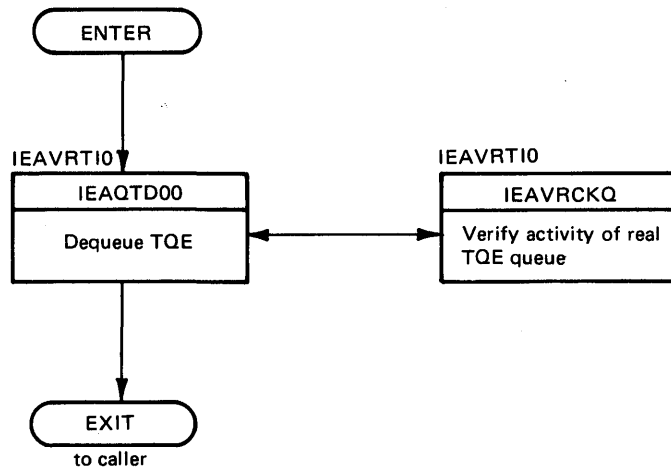 ENTER
IEAVRTI0
IEAQTD00
Dequeue TQE
IEAVRTI0
IEAVRCKQ
Verify activity of real
TQE queue
EXIT
to caller